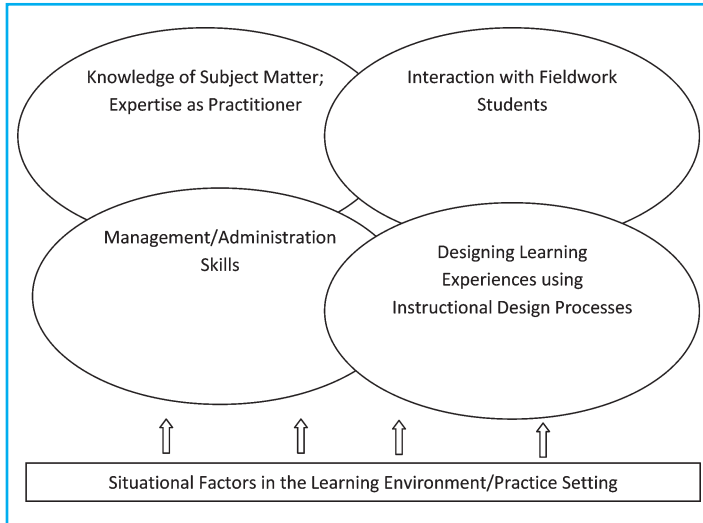 Knowledge of Subject Matter;
Expertise as Practitioner
Interaction with Fieldwork
Students
Management/Administration
Skills
Designing Learning
Experiences using
Instructional Design Processes
Situational Factors in the Learning Environment/Practice Setting